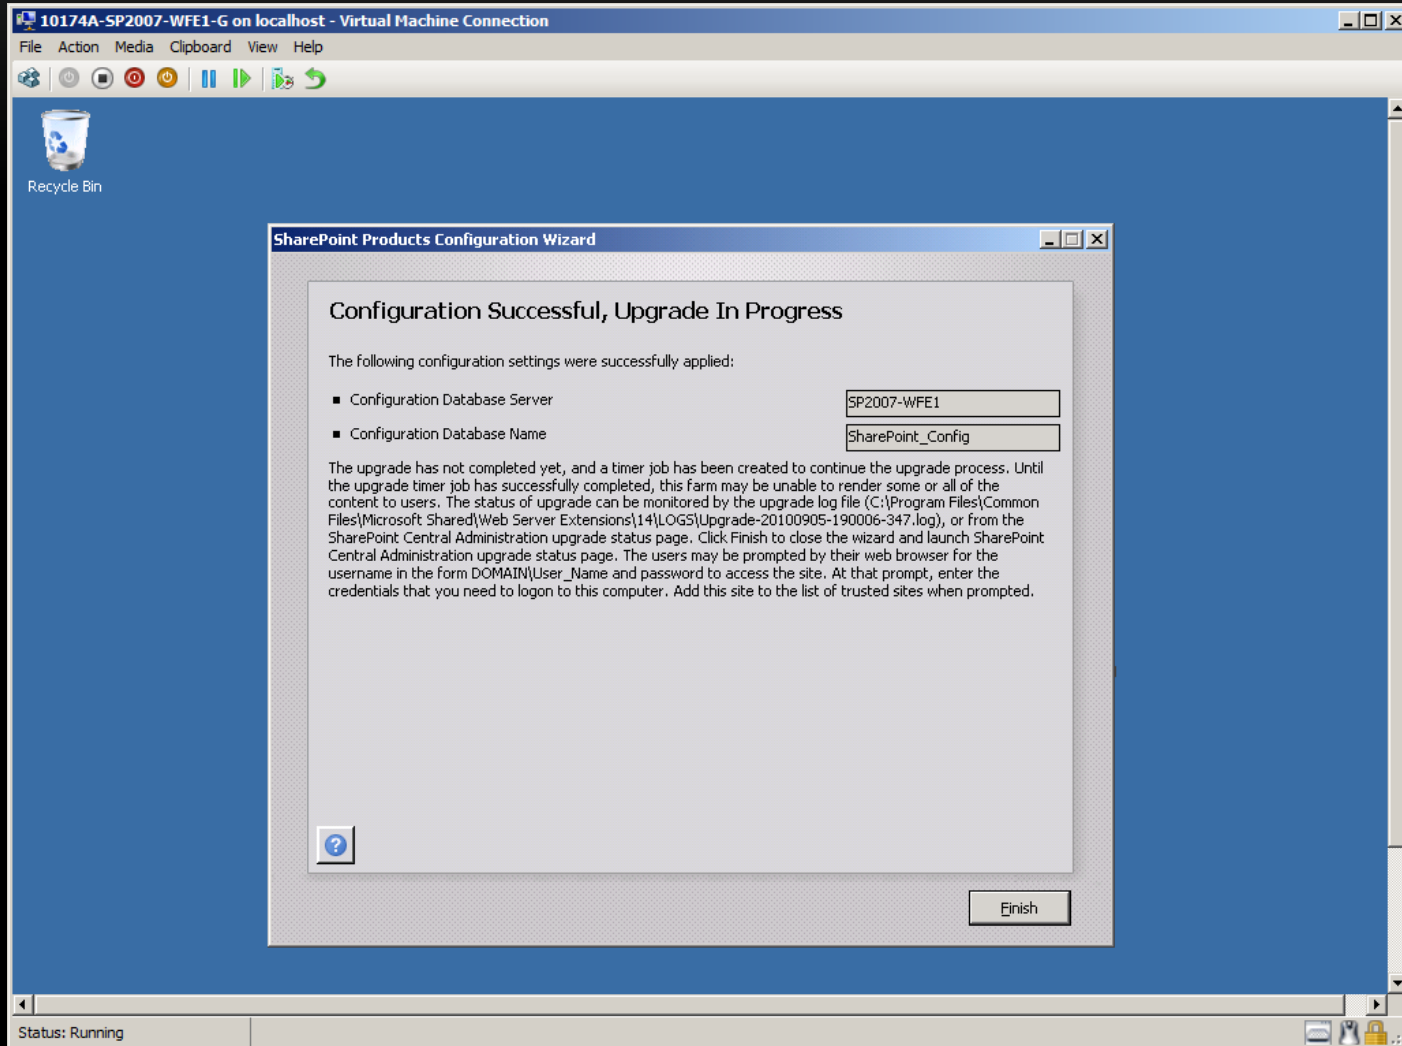 10174A-SP2007-WFE1-G on localhost - Virtual Machine Connection
File Action Media Clipboard View Help
Recycle Bin
SharePoint Products Configuration Wizard
Configuration Successful, Upgrade In Progress
The following configuration settings were successfully applied:
Configuration Database Server SP2007-WFE1
Configuration Database Name SharePoint_Config
The upgrade has not completed yet, and a timer job has been created to continue the upgrade process. Until
the upgrade timer job has successfully completed, this farm may be unable to render some or all of the
content to users. The status of upgrade can be monitored by the upgrade log file (C:\Program Files\Common
Files\Microsoft Shared\Web Server Extensions\14\LOGS\Upgrade-20100905-190006-347.log), or from the
SharePoint Central Administration upgrade status page. Click Finish to close the wizard and launch SharePoint
Central Administration upgrade status page. The users may be prompted by their web browser for the
username in the form DOMAIN\User_Name and password to access the site. At that prompt, enter the
credentials that you need to logon to this computer. Add this site to the list of trusted sites when prompted.
Finish
Status: Running